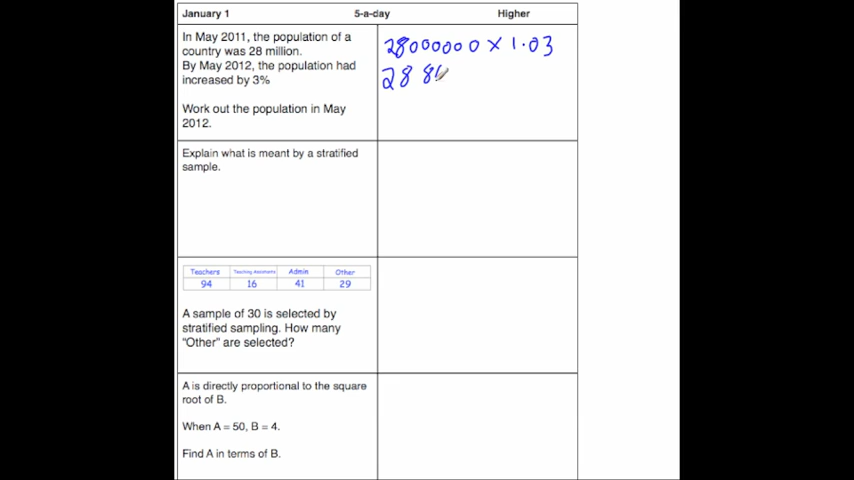 January 1 5-a-day Higher
In May 2011, the population of a
country was 28 million.
By May 2012, the population had
increased by 3%
Work out the population in May
2012.
28000000 × 1.03
28 8
Explain what is meant by a stratified
sample.
Teachers Teaching Assistants Admin Other
94 16 41 29
A sample of 30 is selected by
stratified sampling. How many
"Other" are selected?
A is directly proportional to the square
root of B.
When A = 50, B = 4.
Find A in terms of B.